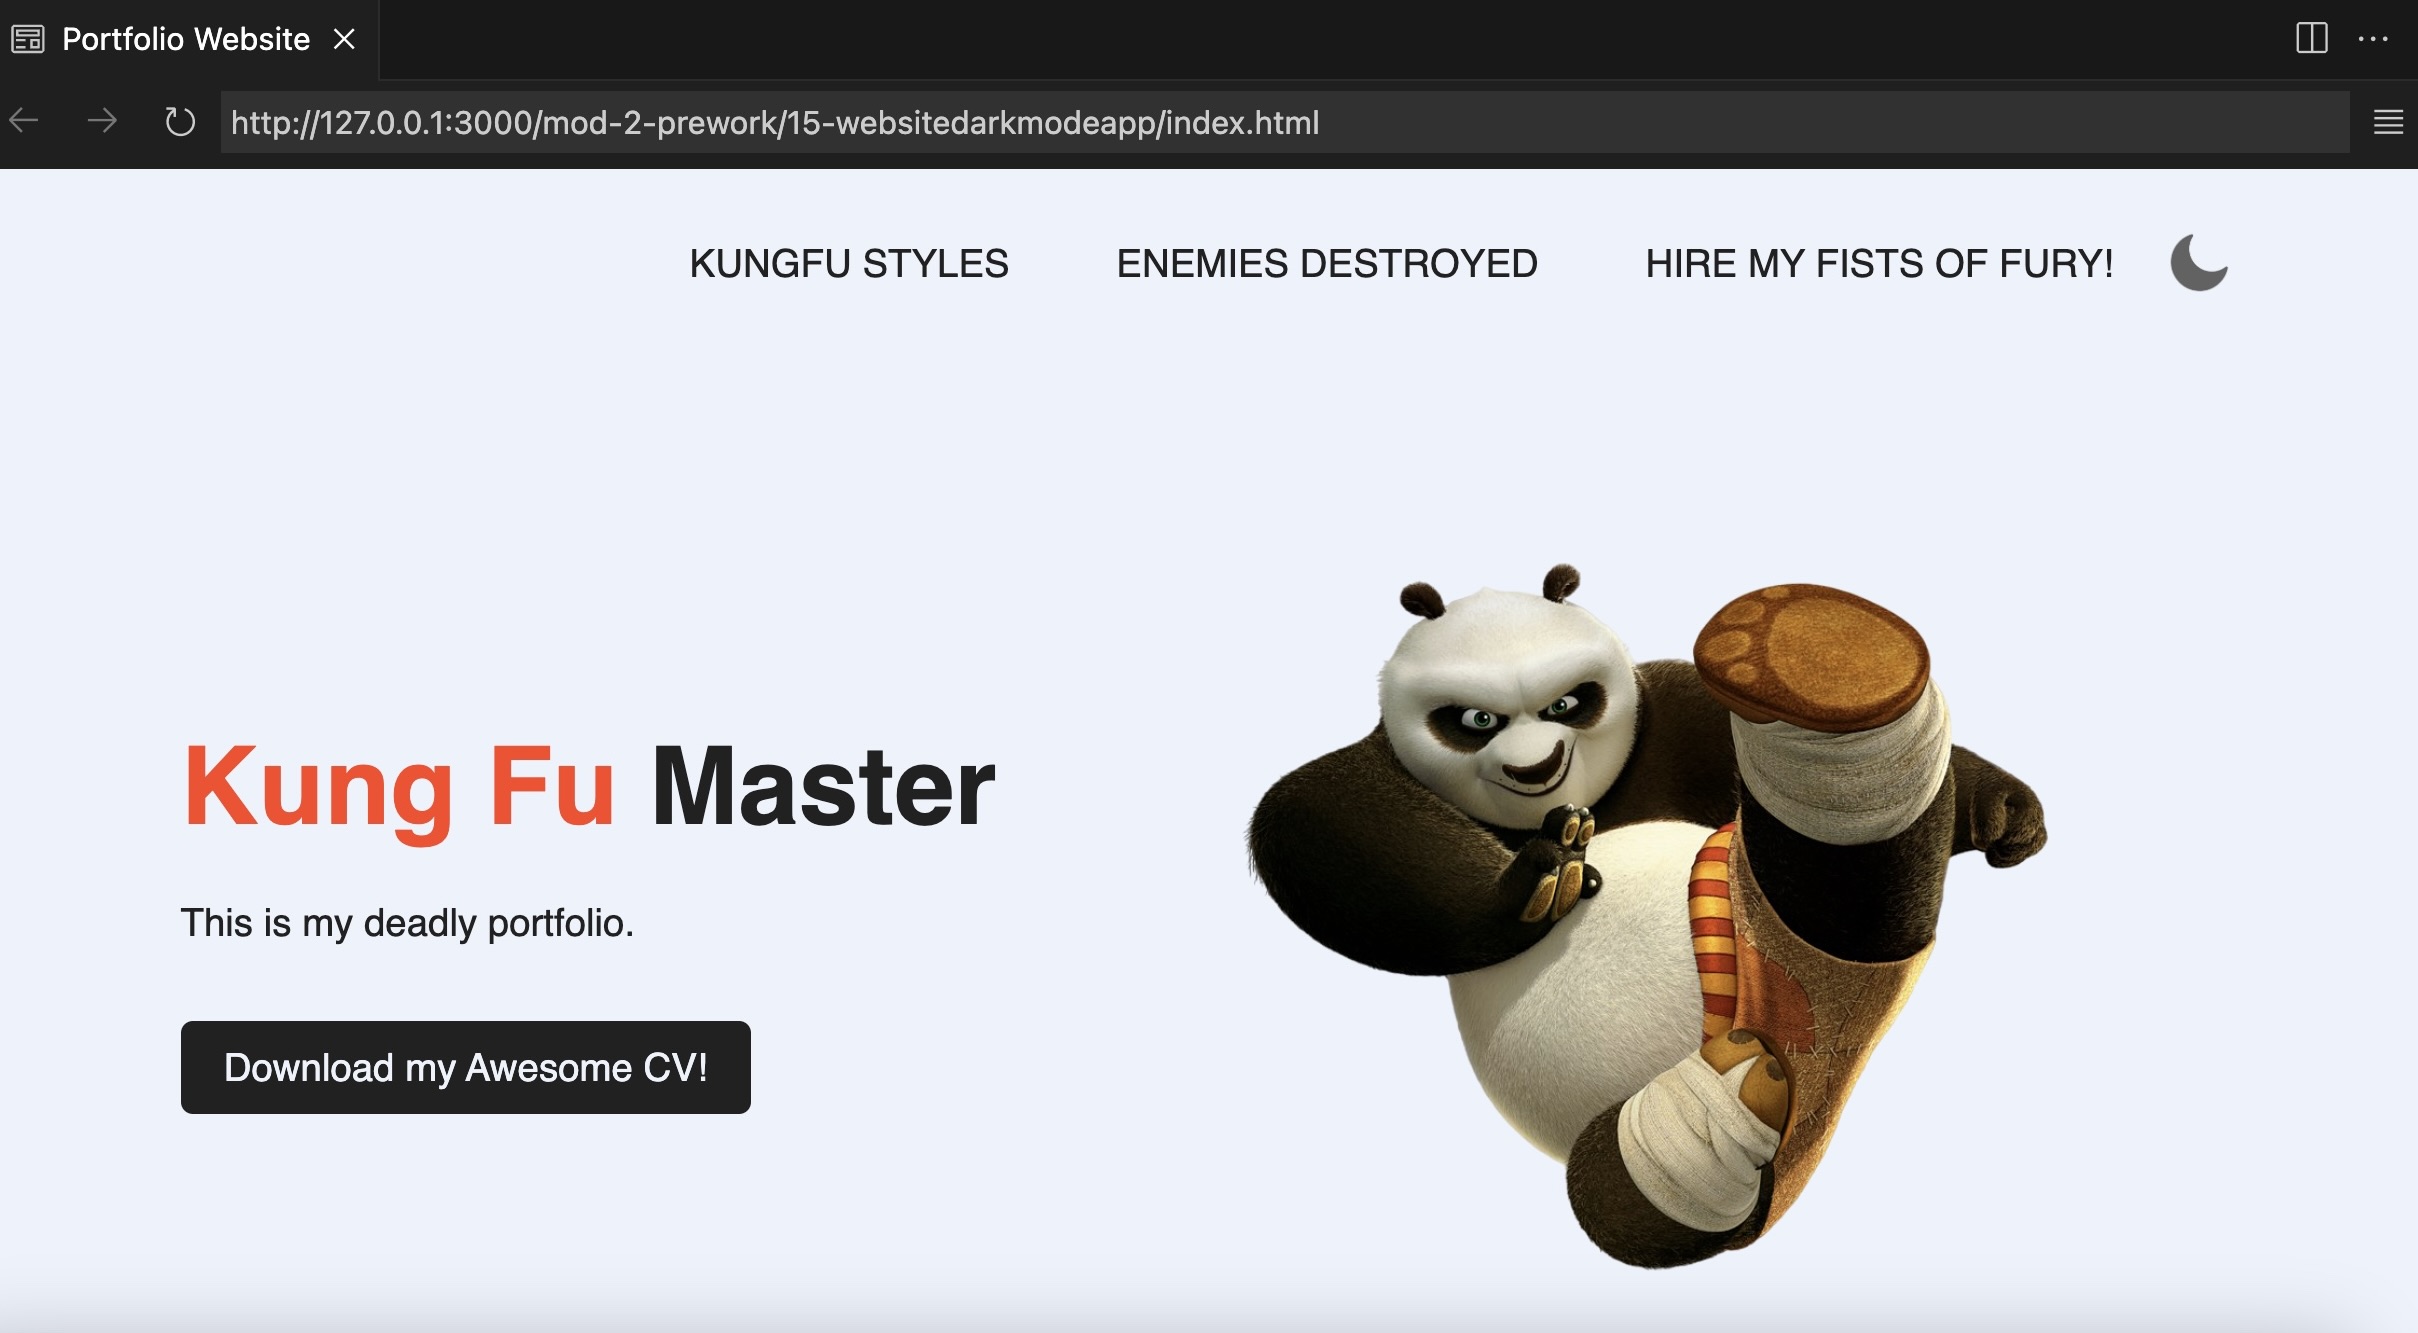 Portfolio Website
http://127.0.0.1:3000/mod-2-prework/15-websitedarkmodeapp/index.html
KUNGFU STYLES ENEMIES DESTROYED HIRE MY FISTS OF FURY!
Kung Fu Master
This is my deadly portfolio.
Download my Awesome CV!